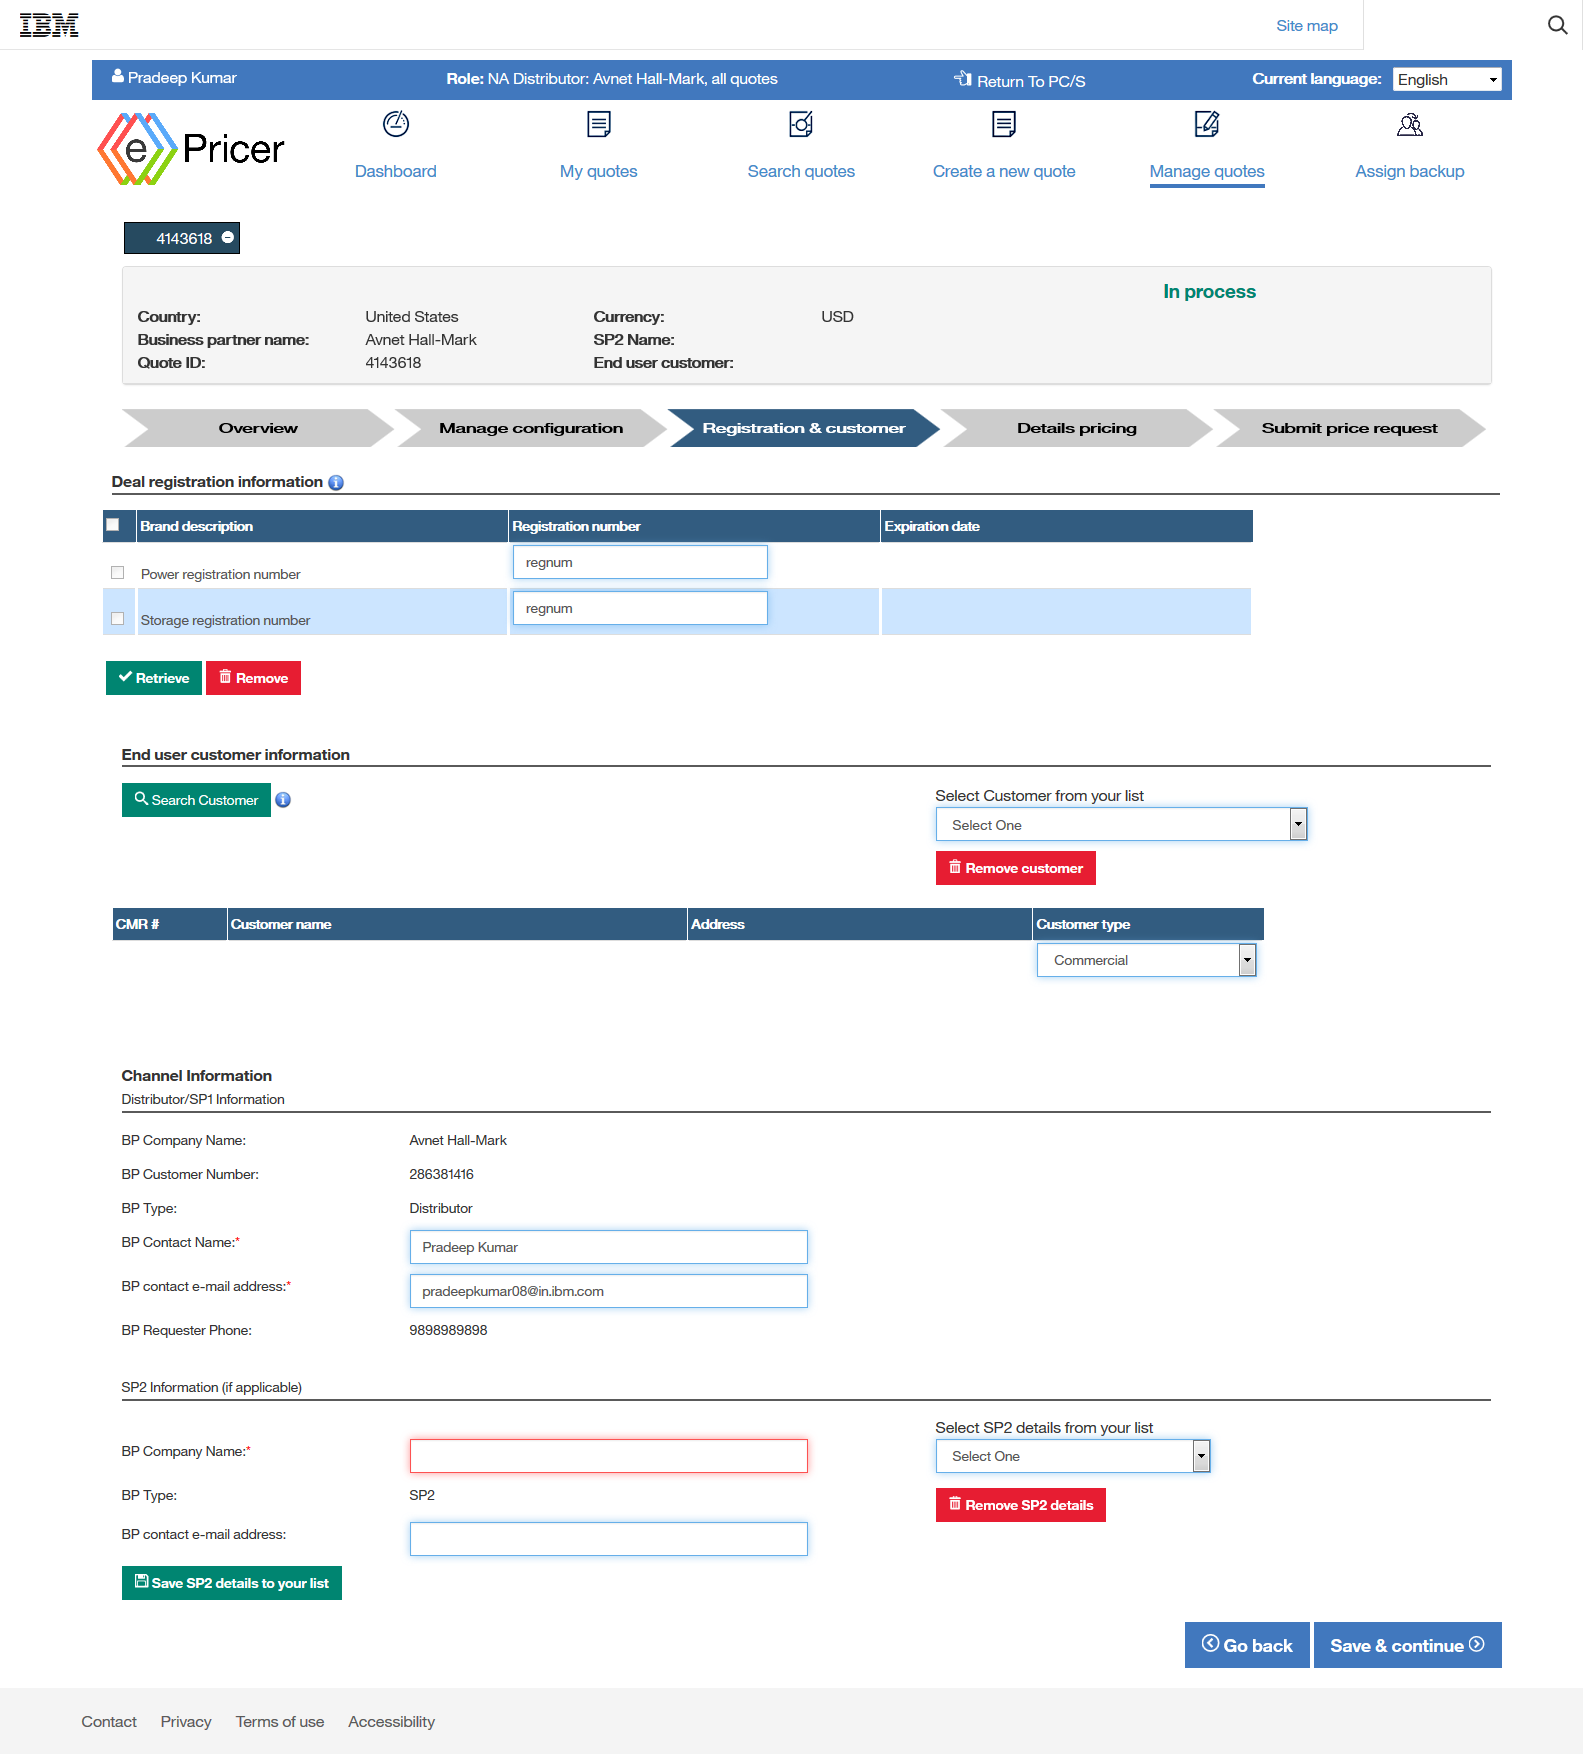 IBM
Site map
Pradeep Kumar
Role: NA Distributor: Avnet Hall-Mark, all quotes
Return To PC/S
Current language:
English
e Pricer
Dashboard
My quotes
Search quotes
Create a new quote
Manage quotes
Assign backup
4143618
In process
Country: United States Currency: USD
Business partner name: Avnet Hall-Mark SP2 Name:
Quote ID: 4143618 End user customer:
Overview
Manage configuration
Registration & customer
Details pricing
Submit price request
Deal registration information
Brand description Registration number Expiration date
Power registration number regnum
Storage registration number regnum
Retrieve
Remove
End user customer information
Search Customer
Select Customer from your list
Select One
Remove customer
CMR # Customer name Address Customer type
Commercial
Channel Information
Distributor/SP1 Information
BP Company Name: Avnet Hall-Mark
BP Customer Number: 286381416
BP Type: Distributor
BP Contact Name:* Pradeep Kumar
BP contact e-mail address:* pradeepkumar08@in.ibm.com
BP Requester Phone: 9898989898
SP2 Information (if applicable)
Select SP2 details from your list
BP Company Name:*
Select One
BP Type: SP2
Remove SP2 details
BP contact e-mail address:
Save SP2 details to your list
Go back
Save & continue
Contact Privacy Terms of use Accessibility